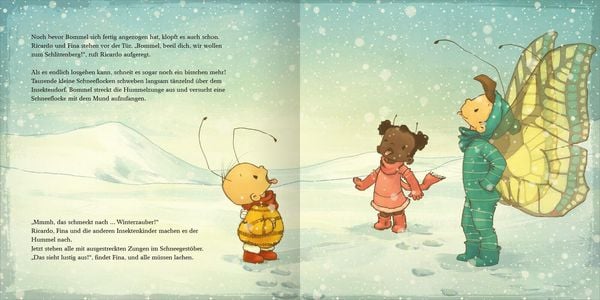 Noch bevor Bommel sich fertig angezogen hat, klopft es auch schon.
Ricardo und Fina stehen vor der Tür. „Bommel, beeil dich, wir wollen
zum Schlittenberg!“, ruft Ricardo aufgeregt.
Als es endlich losgehen kann, schneit es sogar noch ein bisschen mehr!
Tausende kleine Schneeflocken schweben langsam tänzelnd über dem
Insektendorf. Bommel streckt die Hummelzunge aus und versucht eine
Schneeflocke mit dem Mund aufzufangen.
„Mmmh, das schmeckt nach ... Winterzauber!“
Ricardo, Fina und die anderen Insektenkinder machen es der
Hummel nach.
Jetzt stehen alle mit ausgestreckten Zungen im Schneegestöber.
„Das sieht lustig aus!“, findet Fina, und alle müssen lachen.